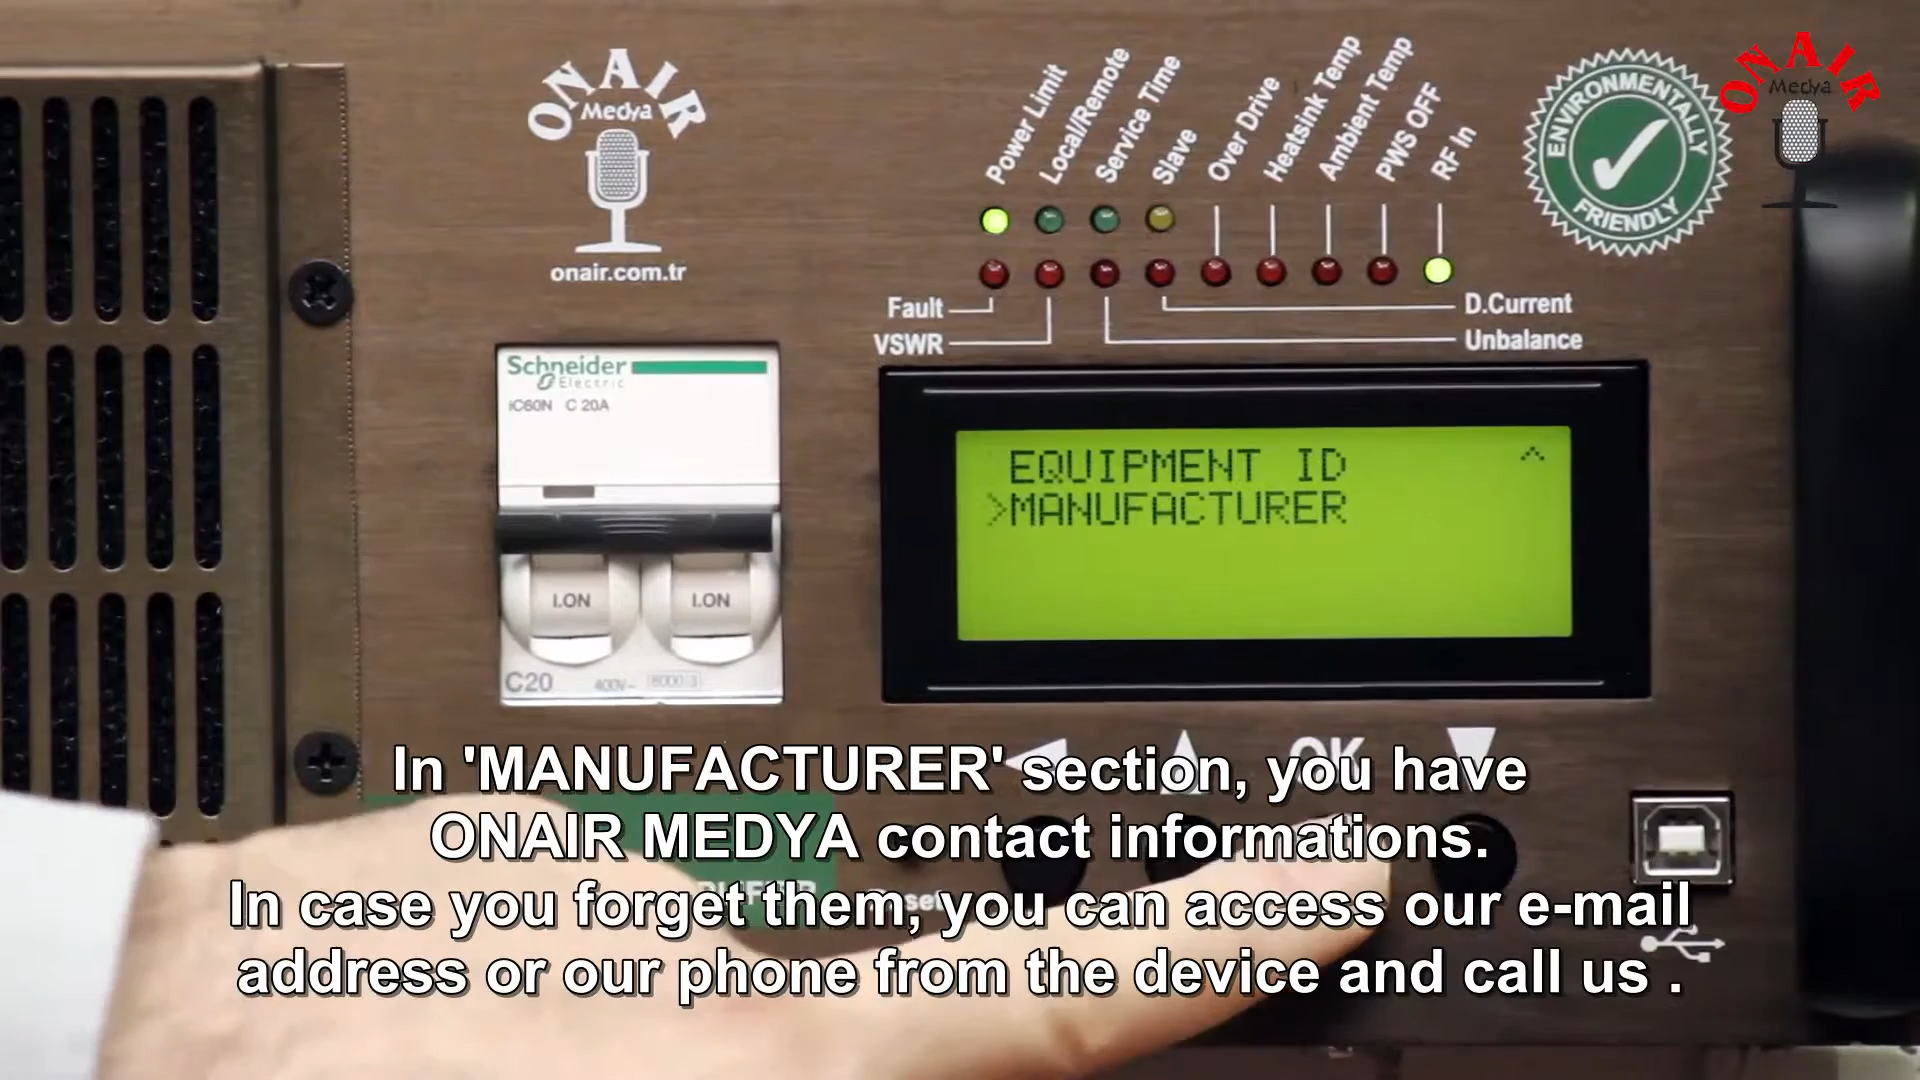 ONAIR
Medya
onair.com.tr
Power Limit
Local/Remote
Service Time
Slave
Over Drive
Heatsink Temp
Ambient Temp
PWS OFF
RF In
ENVIRONMENTALLY
FRIENDLY
ONAIR
Medya
Fault
VSWR
D.Current
Unbalance
Schneider
Electric
iC60N C 20A
I.ON I.ON
C20 400V~ 6000 3
EQUIPMENT ID ^
>MANUFACTURER
OK
In 'MANUFACTURER' section, you have
ONAIR MEDYA contact informations.
In case you forget them, you can access our e-mail
address or our phone from the device and call us .